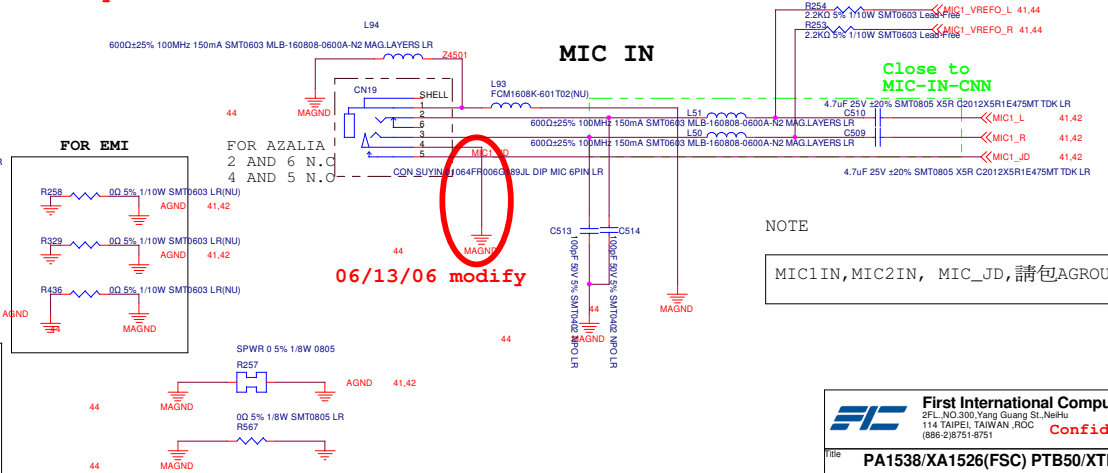 L94
600Ω±25% 100MHz 150mA SMT0603 MLB-160808-0600A-N2 MAG.LAYERS LR
Z4501
MAGND
CN19
SHELL
1
2
6
3
4
5
44
FOR AZALIA
2 AND 6 N.C
4 AND 5 N.C
L93
FCM1608K-601T02(NU)
MIC IN
R254
2.2KΩ 5% 1/10W SMT0603 Lead-Free
MIC1_VREFO_L 41,44
R253
2.2KΩ 5% 1/10W SMT0603 Lead-Free
MIC1_VREFO_R 41,44
Close to
MIC-IN-CNN
4.7uF 25V ±20% SMT0805 X5R C2012X5R1E475MT TDK LR
L51
C510
MIC1_L 41,42
600Ω±25% 100MHz 150mA SMT0603 MLB-160808-0600A-N2 MAG.LAYERS LR
L50
C509
MIC1_R 41,42
600Ω±25% 100MHz 150mA SMT0603 MLB-160808-0600A-N2 MAG.LAYERS LR
MIC1_JD 41,42
4.7uF 25V ±20% SMT0805 X5R C2012X5R1E475MT TDK LR
DIP MIC 6PIN LR
44
MAGND
06/13/06 modify
C513
C514
100pF 50V 5% SMT0402 NPO LR
100pF 50V 5% SMT0402 NPO LR
44
MAGND
MAGND
44
FOR EMI
R258
0Ω 5% 1/10W SMT0603 LR(NU)
AGND 41,42
R329
0Ω 5% 1/10W SMT0603 LR(NU)
AGND 41,42
R436
0Ω 5% 1/10W SMT0603 LR(NU)
AGND
44
MAGND
SPWR 0 5% 1/8W 0805
R257
MAGND
AGND 41,42
44
0Ω 5% 1/8W SMT0805 LR
R567
MAGND
44
NOTE
MIC1IN,MIC2IN, MIC_JD,請包AGROU
First International Compu
2FL.,NO.300,Yang Guang St.,NeiHu
114 TAIPEI, TAIWAN ,ROC
(886-2)8751-8751
Confid
Title
PA1538/XA1526(FSC) PTB50/XT